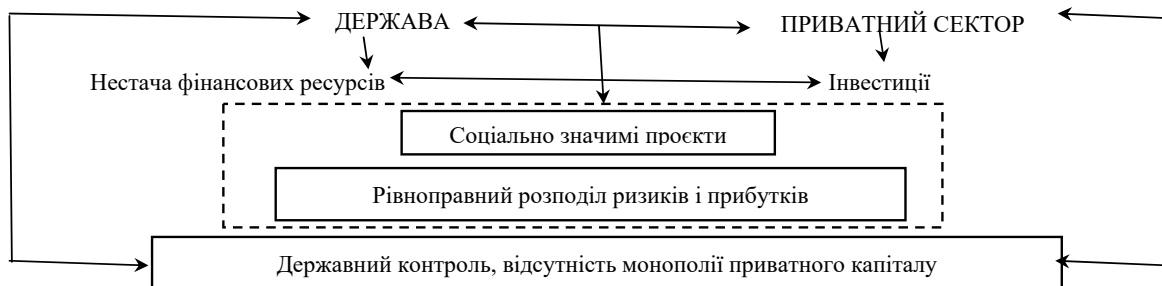 ДЕРЖАВА ПРИВАТНИЙ СЕКТОР
Нестача фінансових ресурсів Інвестиції
Соціально значимі проєкти
Рівноправний розподіл ризиків і прибутків
Державний контроль, відсутність монополії приватного капіталу